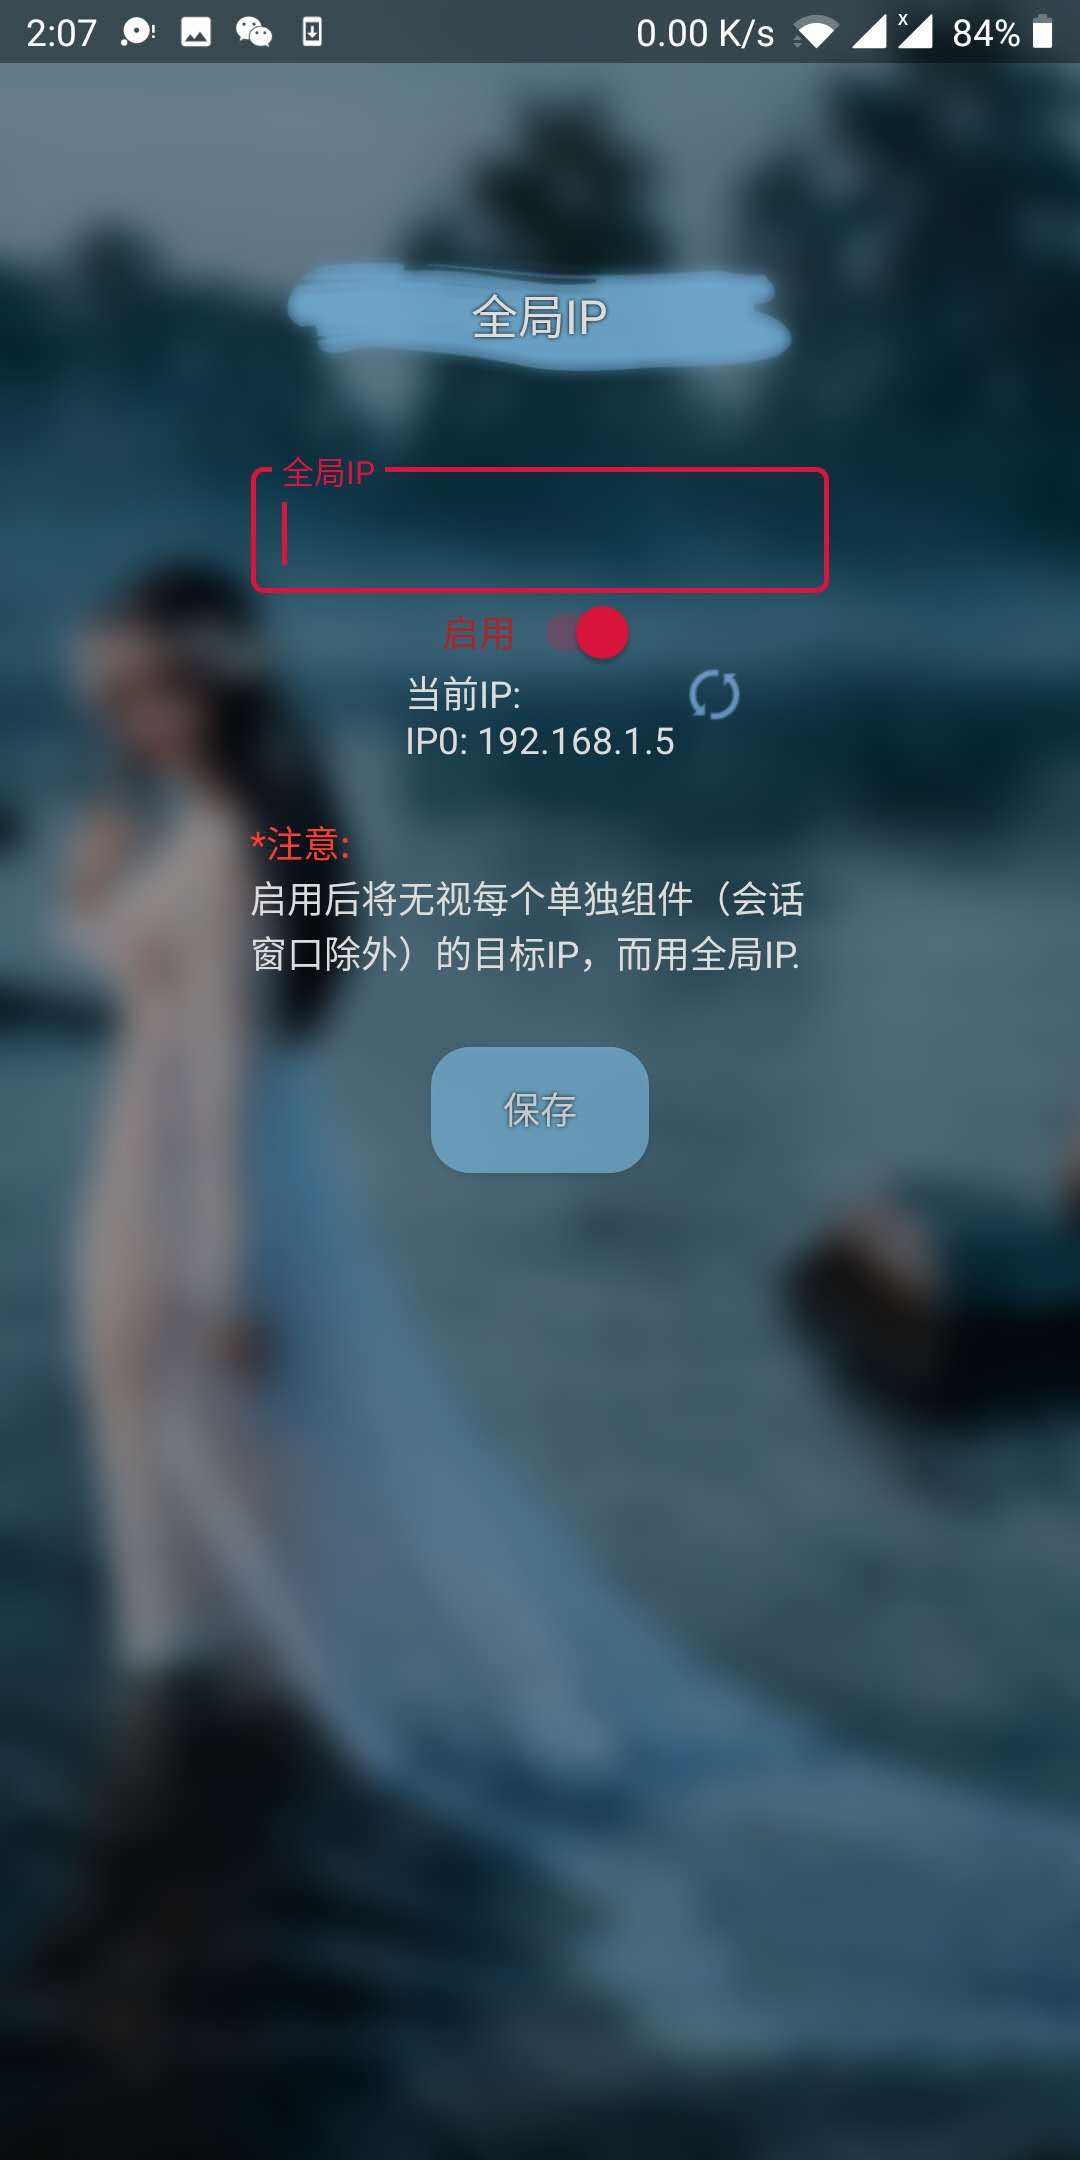 2:07
0.00 K/s
x
84%
全局IP
全局IP
启用
当前IP:
IP0: 192.168.1.5
*注意:
启用后将无视每个单独组件（会话
窗口除外）的目标IP，而用全局IP.
保存